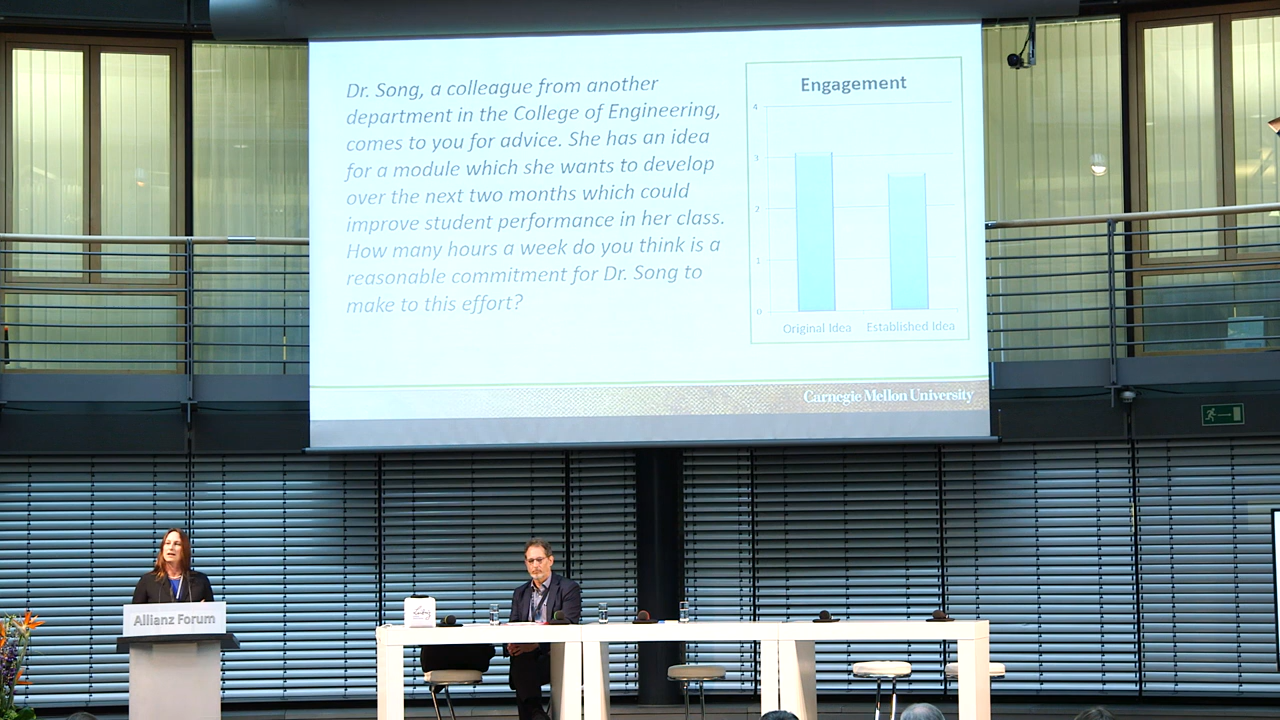 Dr. Song, a colleague from another
department in the College of Engineering,
comes to you for advice. She has an idea
for a module which she wants to develop
over the next two months which could
improve student performance in her class.
How many hours a week do you think is a
reasonable commitment for Dr. Song to
make to this effort?
Engagement
4
3
2
1
0
Original Idea Established Idea
Carnegie Mellon University
Allianz Forum